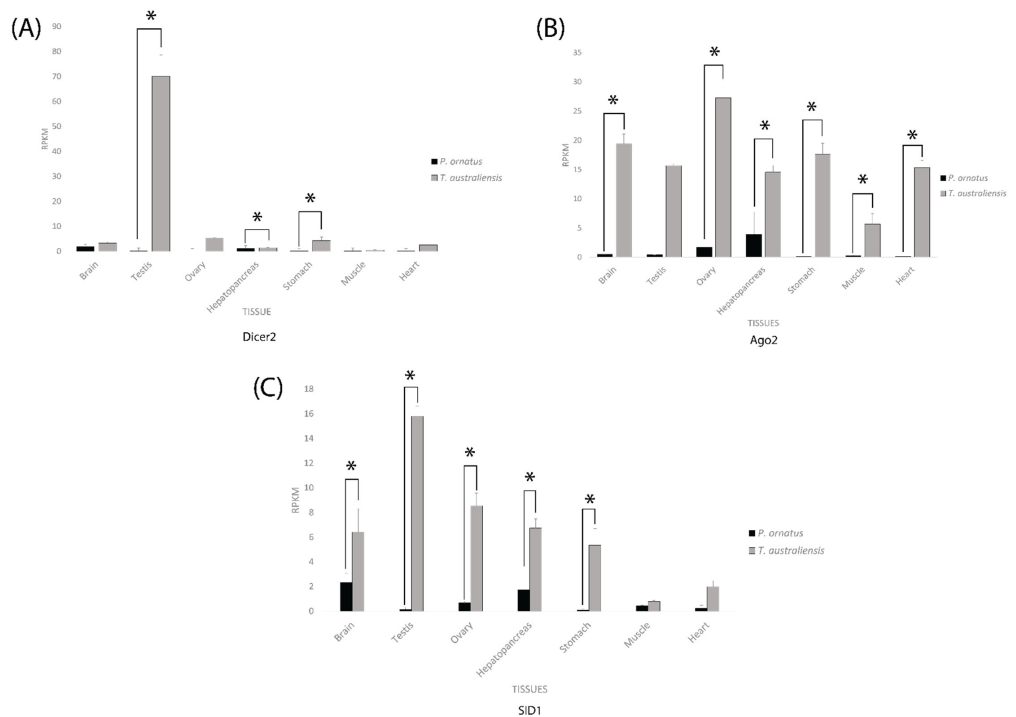 (A)
*
90
80
70
60
50
40
30
20
10
0
RPKM
*
*
Brain
Testis
Ovary
Hepatopancreas
Stomach
Muscle
Heart
TISSUE
Dicer2
P. ornatus
T. australiensis
(B)
35
30
25
20
15
10
5
0
RPKM
*
*
*
*
*
*
Brain
Testis
Ovary
Hepatopancreas
Stomach
Muscle
Heart
TISSUES
Ago2
P. ornatus
T. australiensis
(C)
18
16
14
12
10
8
6
4
2
0
RPKM
*
*
*
*
*
Brain
Testis
Ovary
Hepatopancreas
Stomach
Muscle
Heart
TISSUES
SID1
P. ornatus
T. australiensis